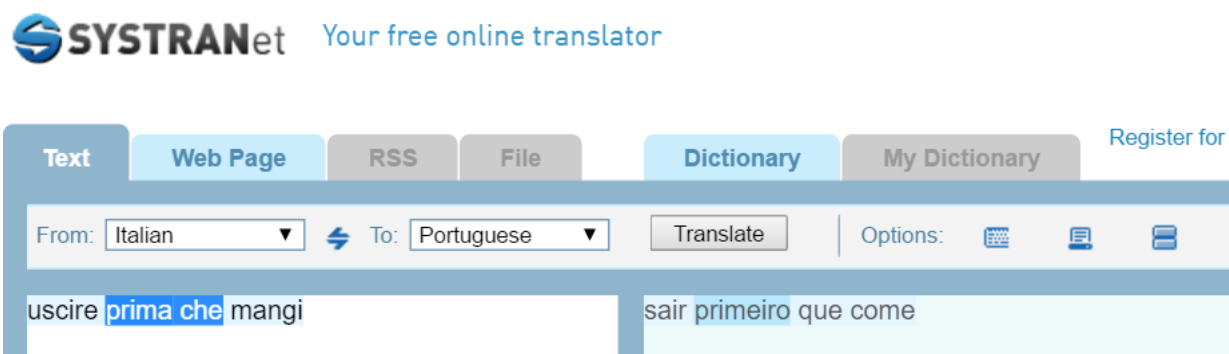 SYSTRANet Your free online translator
Register for
Text Web Page RSS File Dictionary My Dictionary
From: Italian To: Portuguese Translate Options:
uscire prima che mangi sair primeiro que come